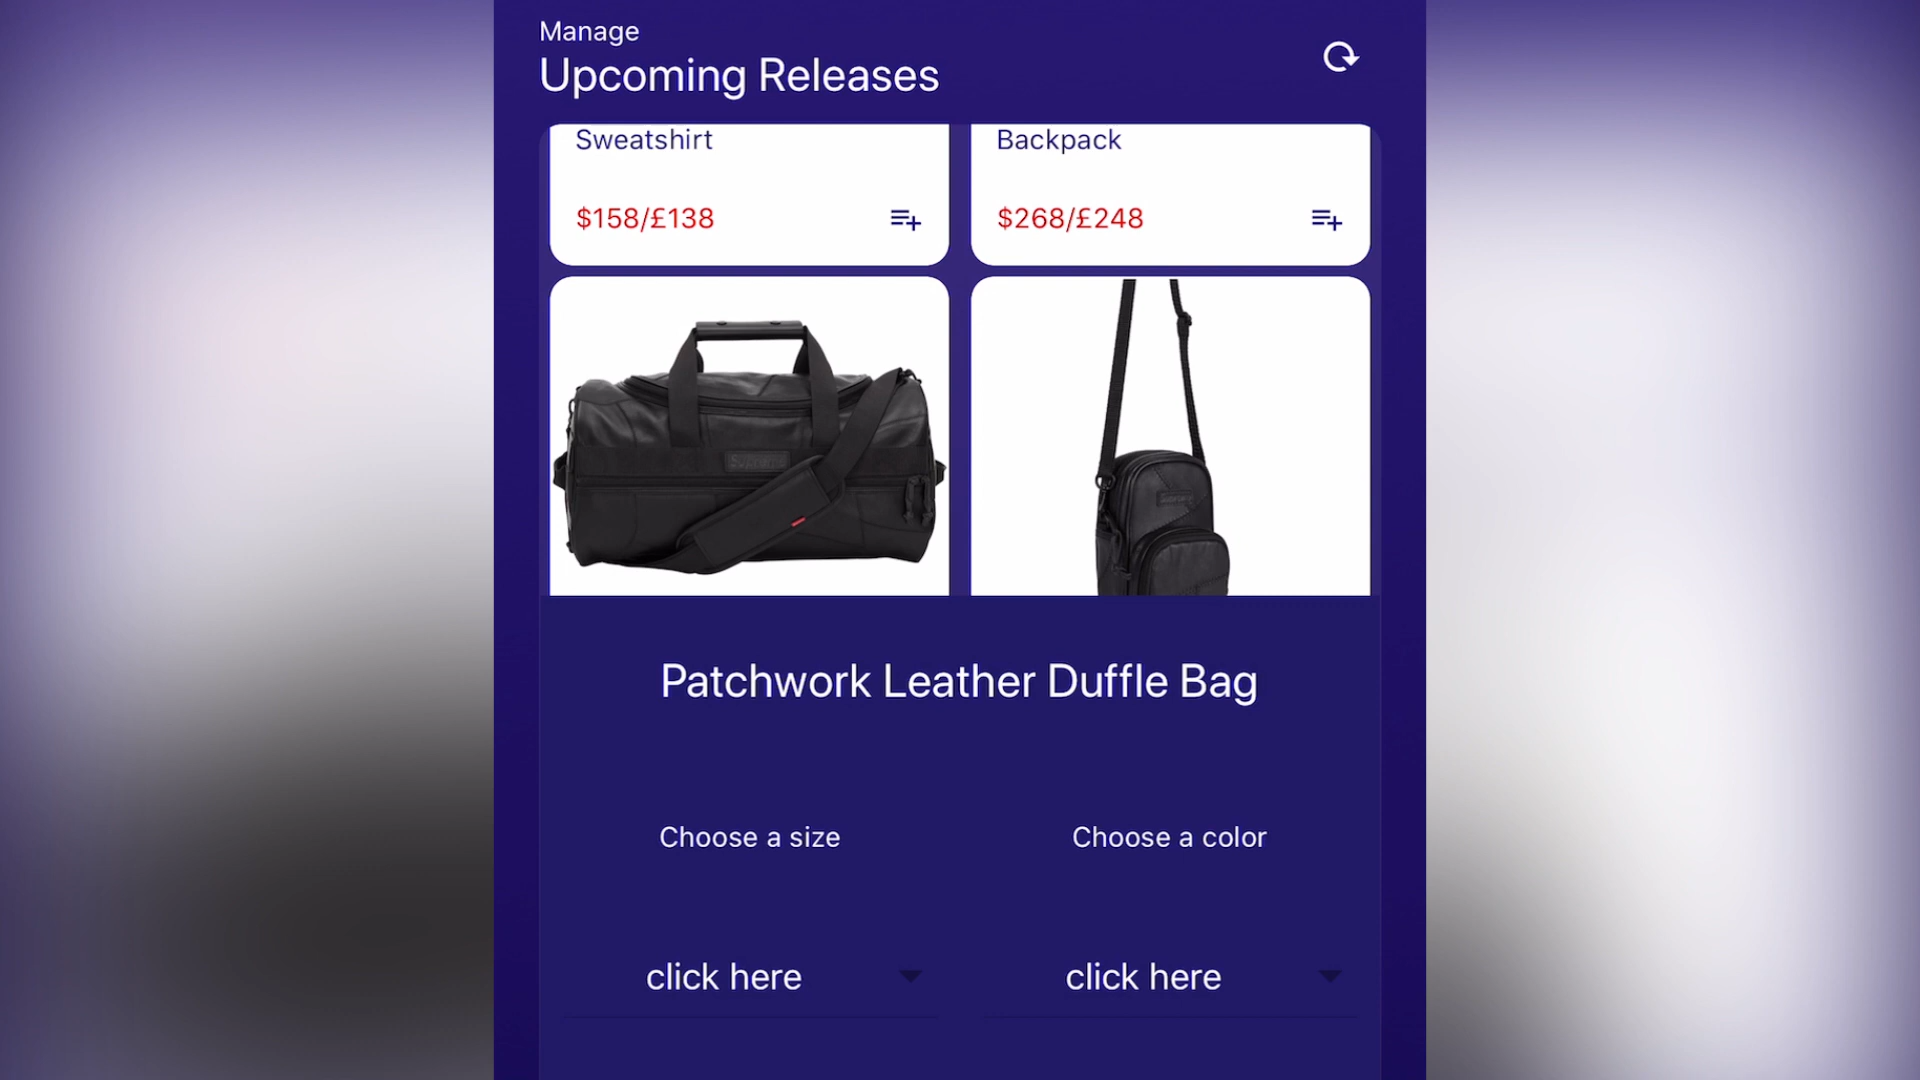 Manage
Upcoming Releases
Sweatshirt
Backpack
$158/£138
$268/£248
Supreme
Patchwork Leather Duffle Bag
Choose a size
Choose a color
click here
click here